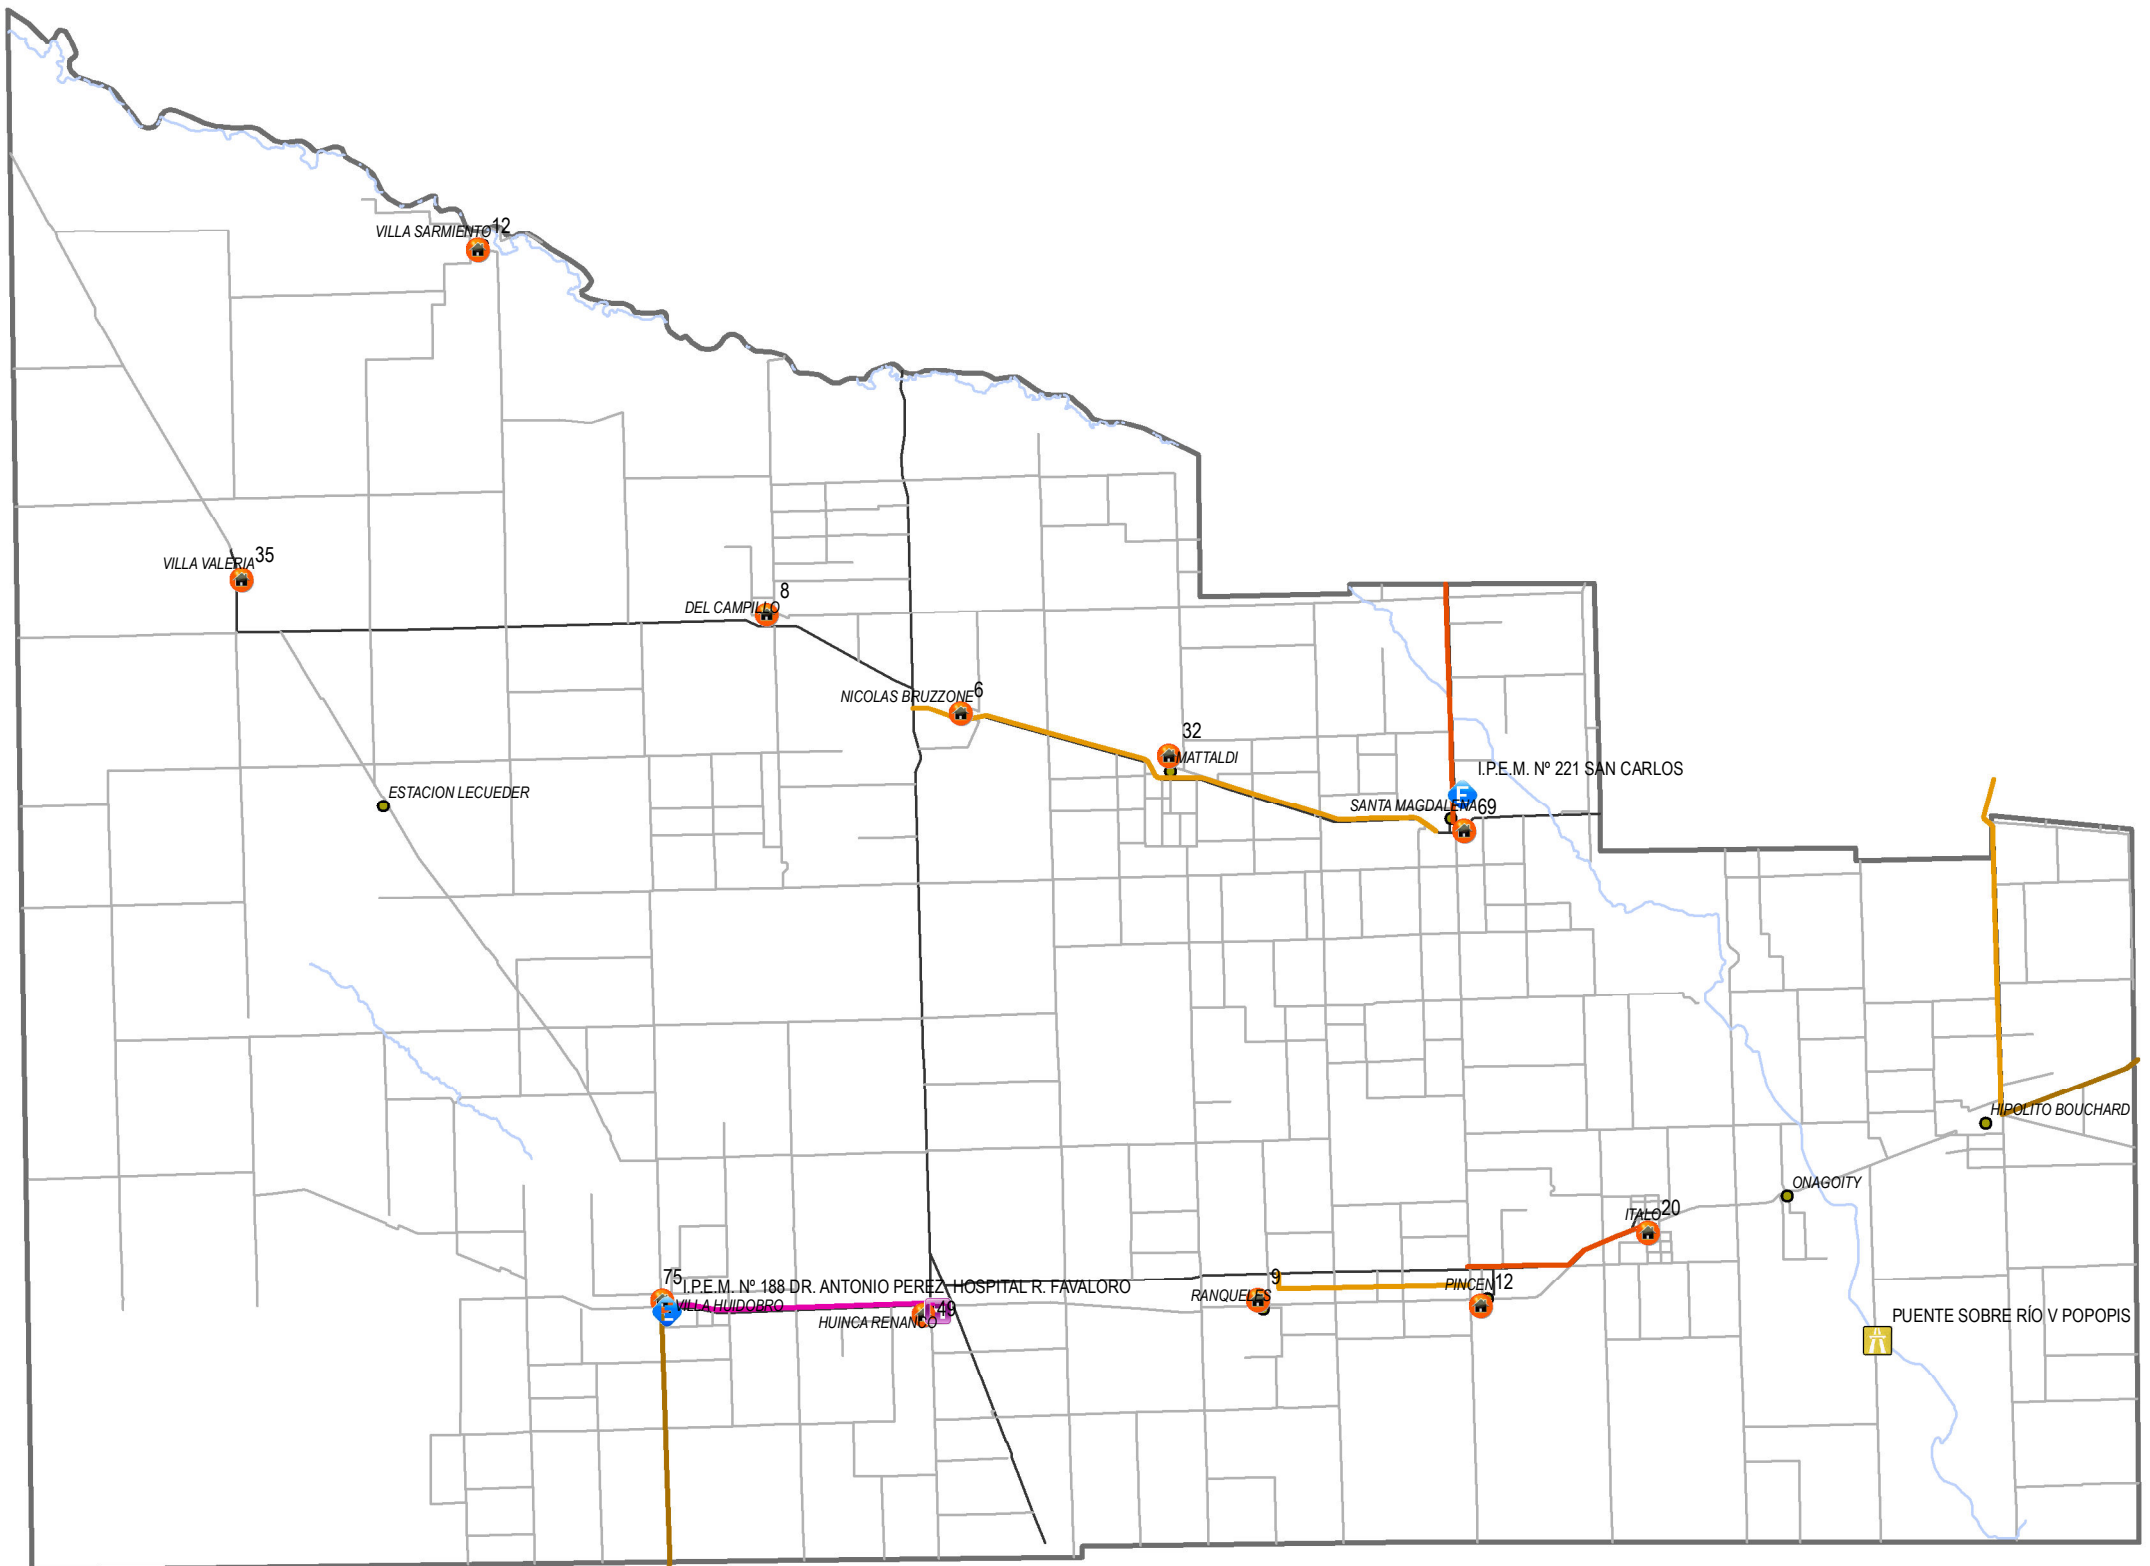 VILLA SARMIENTO
12
VILLA VALERIA
35
DEL CAMPILLO
8
NICOLAS BRUZZONE
6
32
MATTALDI
I.P.E.M. Nº 221 SAN CARLOS
ESTACION LECUEDER
SANTA MAGDALENA
69
HIPOLITO BOUCHARD
ONAGOITY
ITALO
20
75
I.P.E.M. Nº 188 DR. ANTONIO PEREZ
HOSPITAL R. FAVALORO
VILLA HUIDOBRO
HUINCA RENANCO
49
9
RANQUELES
PINCEN
12
PUENTE SOBRE RÍO V POPOPIS
E
E